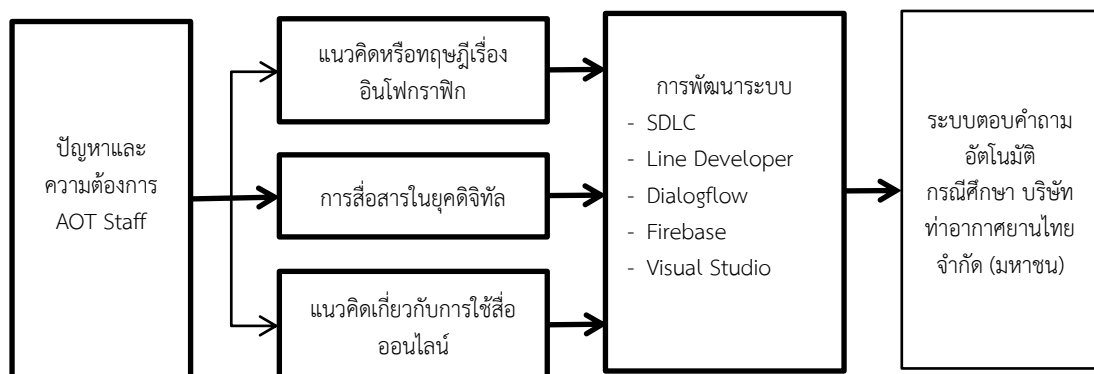 ปัญหาและ
ความต้องการ
AOT Staff
แนวคิดหรือทฤษฎีเรื่อง
อินโฟกราฟิก
การสื่อสารในยุคดิจิทัล
แนวคิดเกี่ยวกับการใช้สื่อ
ออนไลน์
การพัฒนาระบบ
- SDLC
- Line Developer
- Dialogflow
- Firebase
- Visual Studio
ระบบตอบคำถาม
อัตโนมัติ
กรณีศึกษา บริษัท
ท่าอากาศยานไทย
จำกัด (มหาชน)